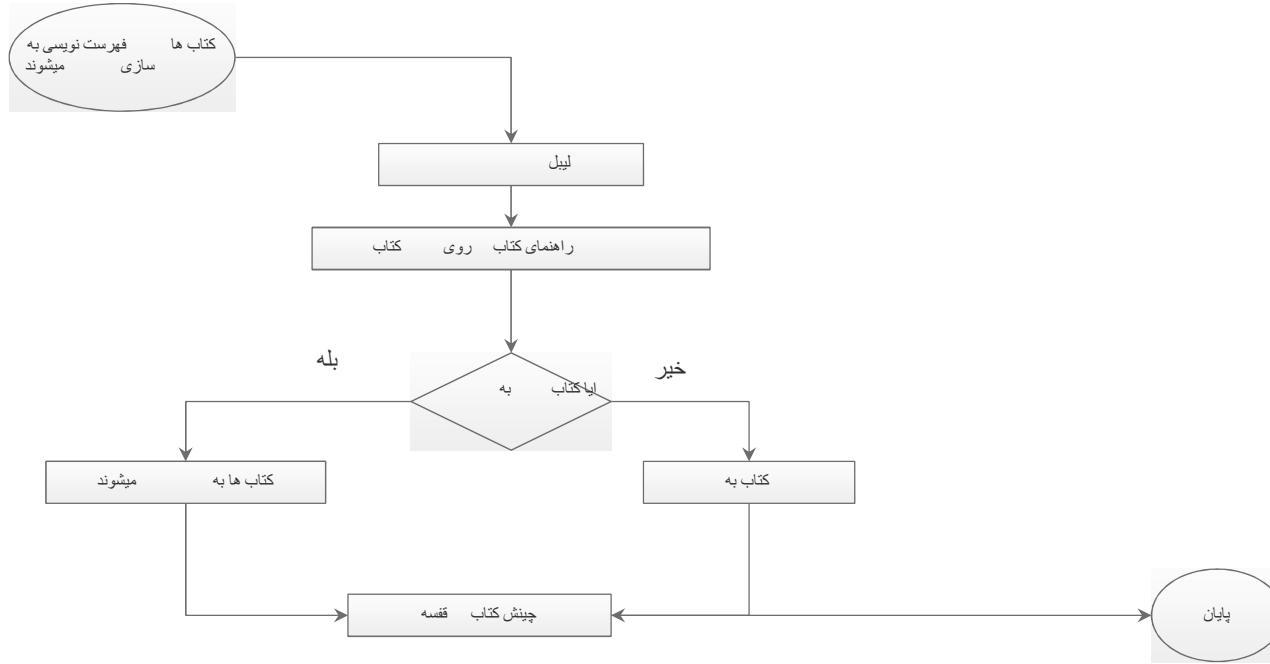 کتاب ها فهرست نویسی به
سازی میشوند
لیبل
راهنمای کتاب روی کتاب
بله
خیر
ایا کتاب به
کتاب ها به میشوند
کتاب به
چینش کتاب قفسه
پایان